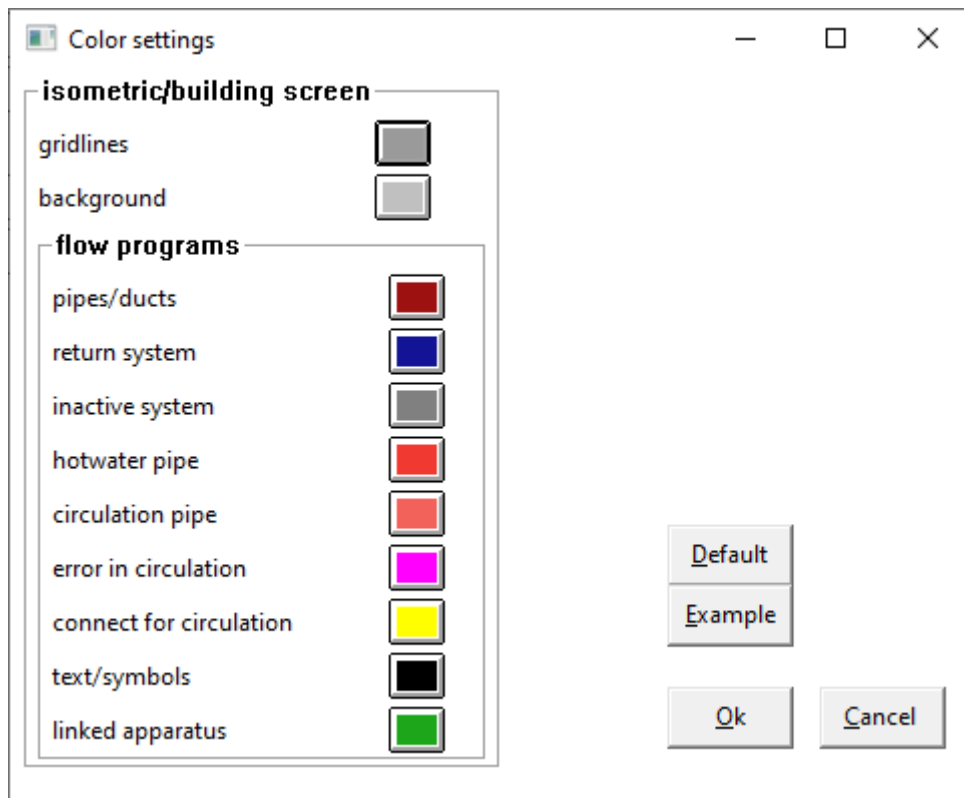 Color settings
isometric/building screen
gridlines
background
flow programs
pipes/ducts
return system
inactive system
hotwater pipe
circulation pipe
error in circulation
connect for circulation
text/symbols
linked apparatus
Default
Example
Ok
Cancel